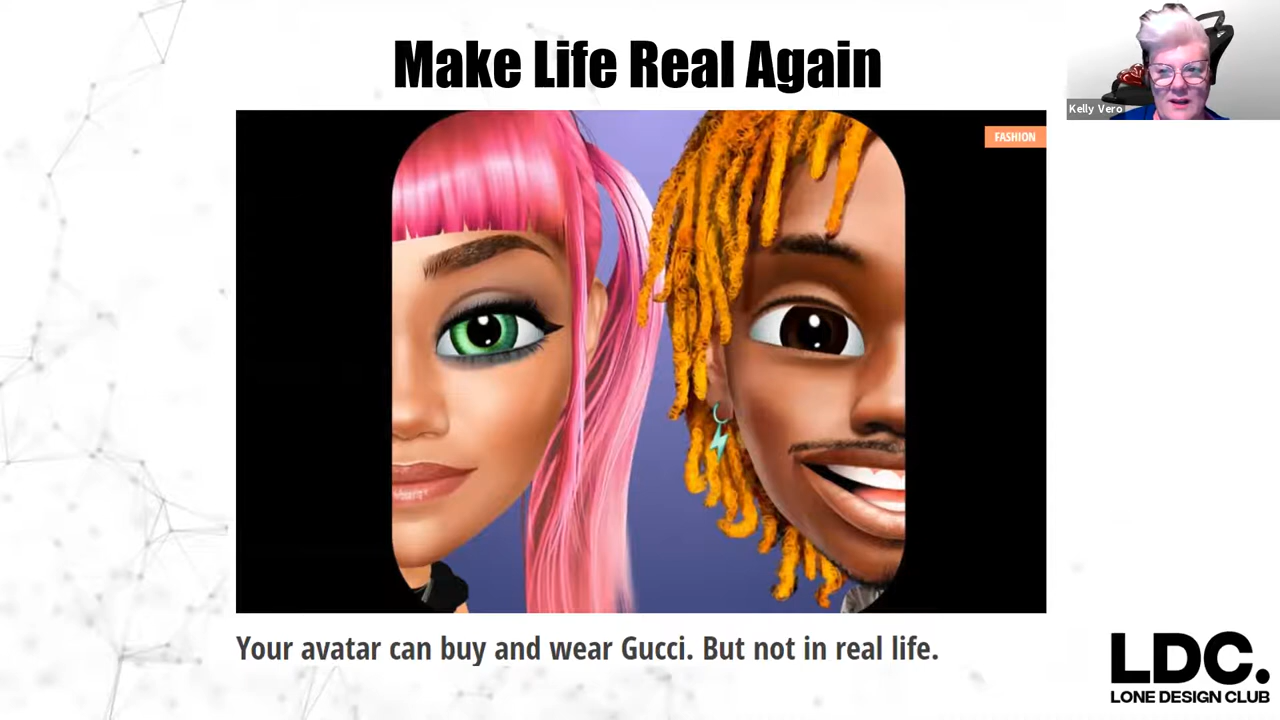 Make Life Real Again
Kelly Vero
FASHION
Your avatar can buy and wear Gucci. But not in real life.
LDC.
LONE DESIGN CLUB